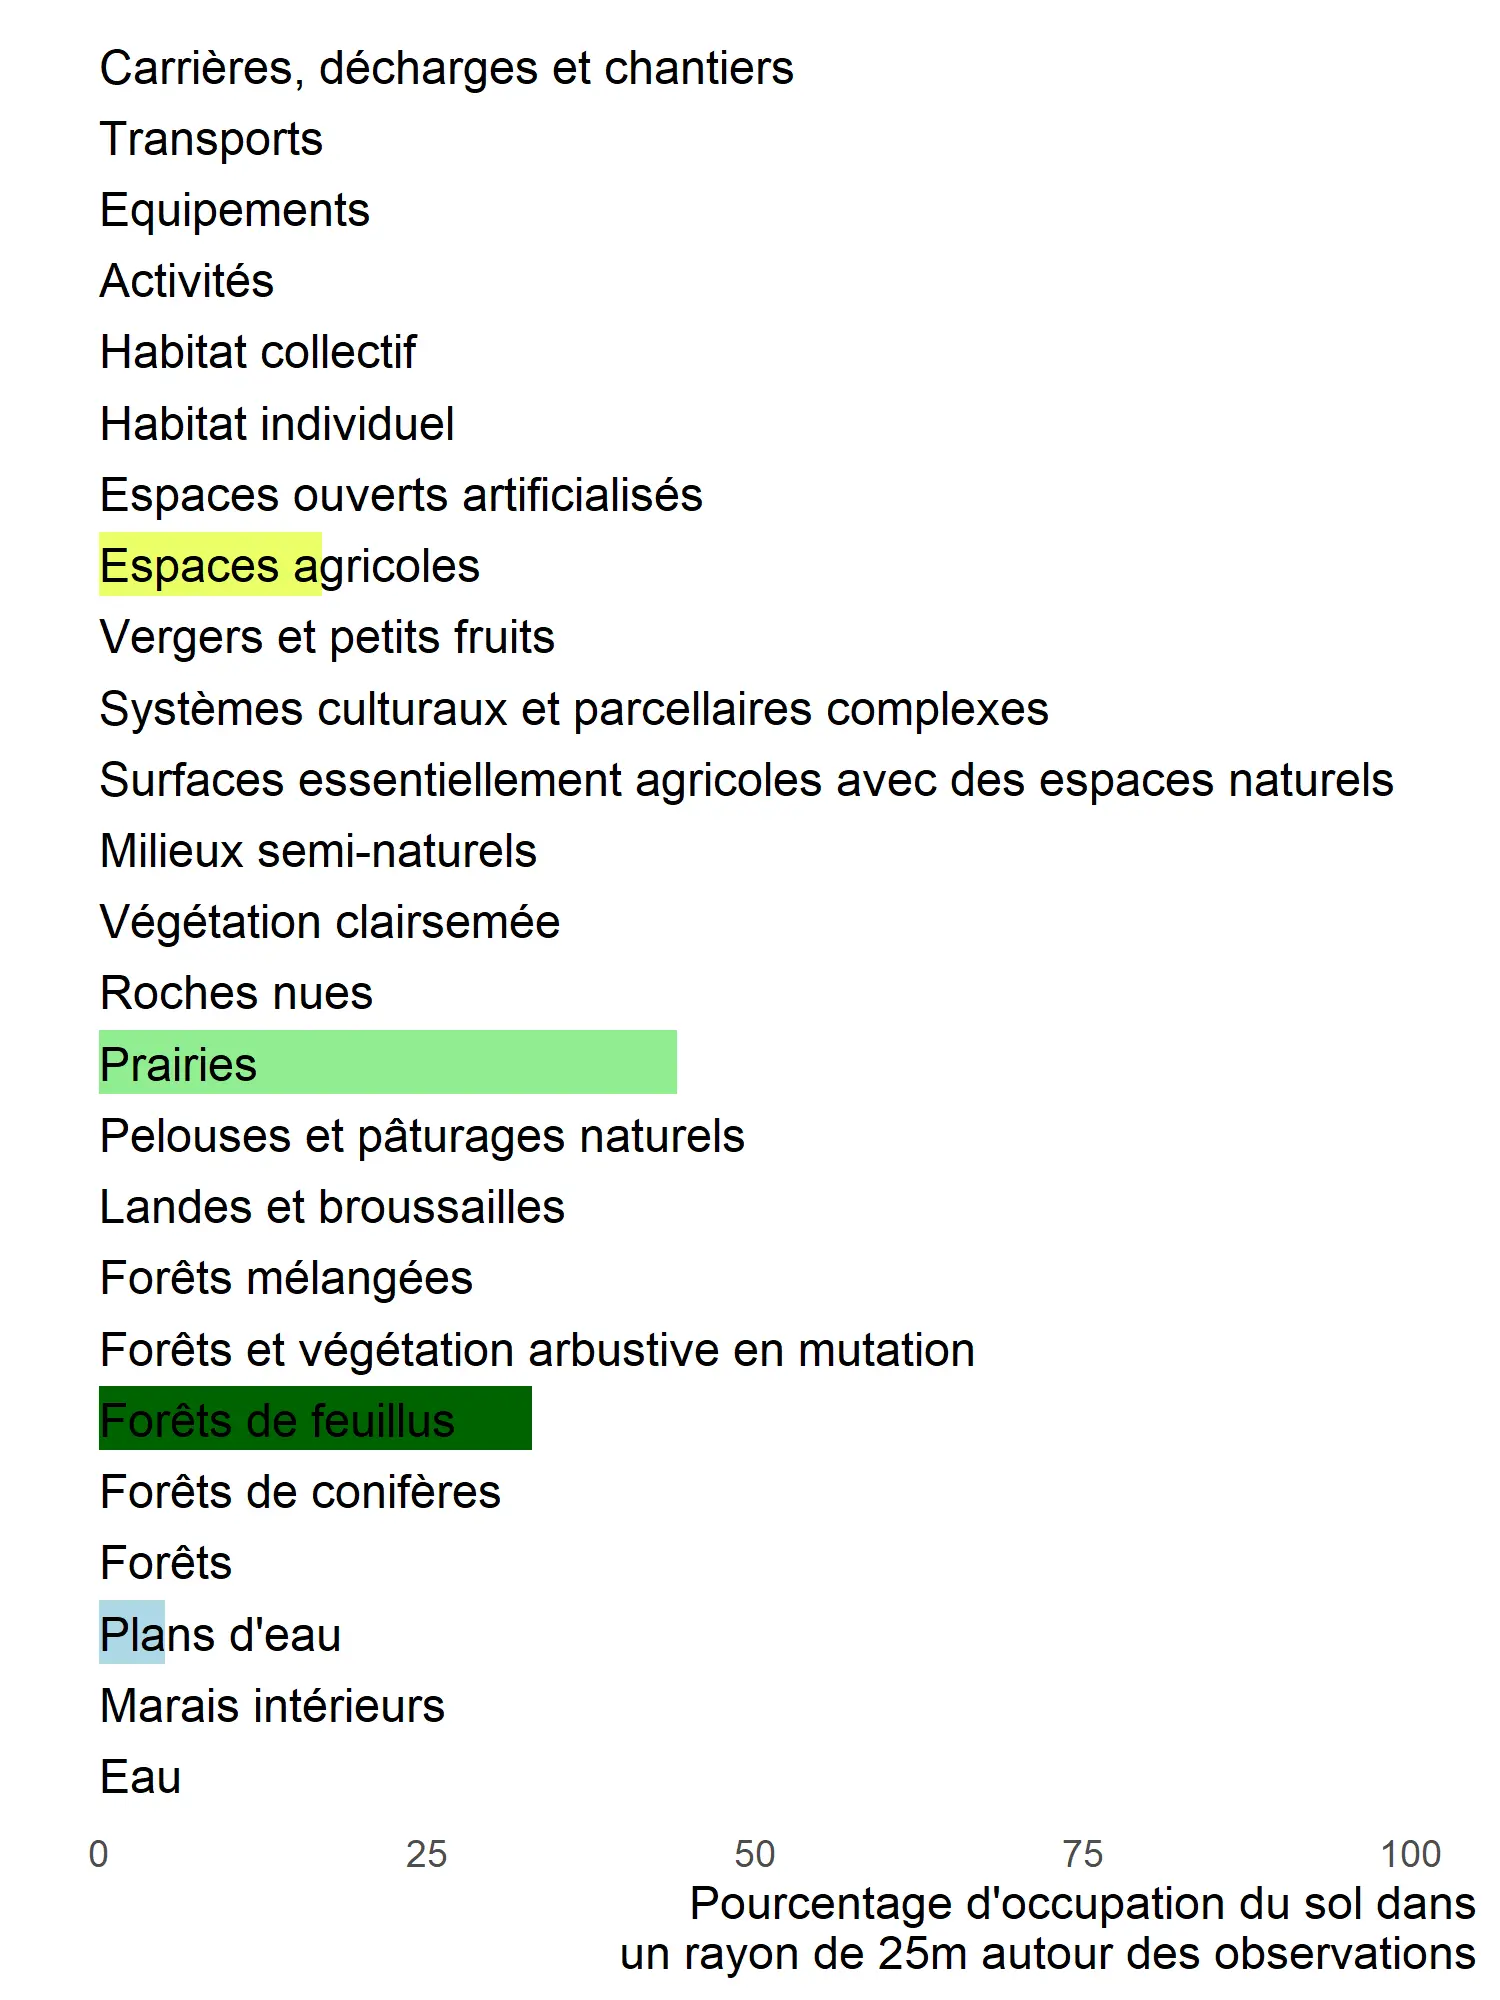 Carrières, décharges et chantiers
Transports
Equipements
Activités
Habitat collectif
Habitat individuel
Espaces ouverts artificialisés
Espaces agricoles
Vergers et petits fruits
Systèmes culturaux et parcellaires complexes
Surfaces essentiellement agricoles avec des espaces naturels
Milieux semi-naturels
Végétation clairsemée
Roches nues
Prairies
Pelouses et pâturages naturels
Landes et broussailles
Forêts mélangées
Forêts et végétation arbustive en mutation
Forêts de feuillus
Forêts de conifères
Forêts
Plans d'eau
Marais intérieurs
Eau
0 25 50 75 100
Pourcentage d'occupation du sol dans
un rayon de 25m autour des observations